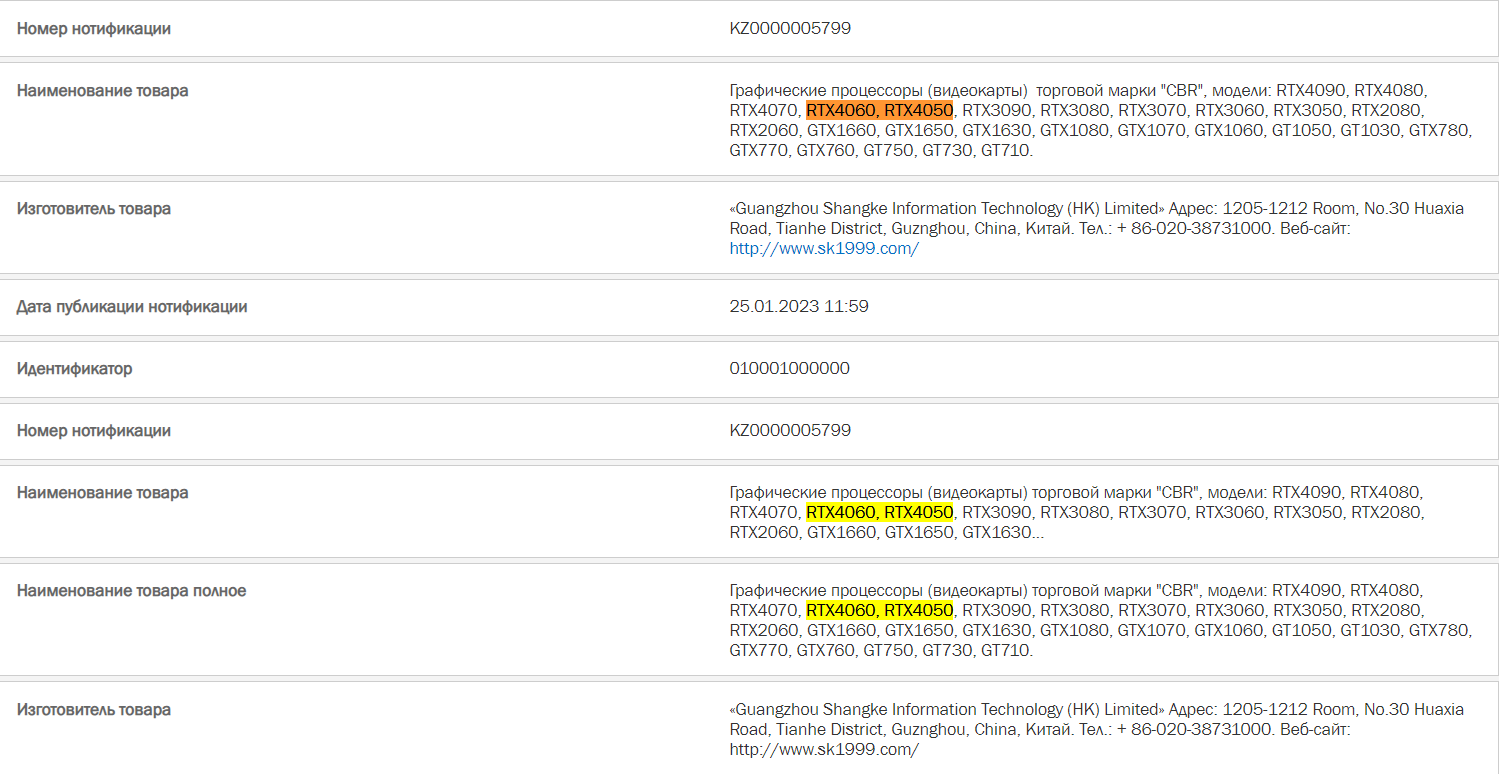 Номер нотификации
KZ0000005799
Наименование товара
Графические процессоры (видеокарты)  торговой марки "CBR", модели: RTX4090, RTX4080,
RTX4070, RTX4060, RTX4050, RTX3090, RTX3080, RTX3070, RTX3060, RTX3050, RTX2080,
RTX2060, GTX1660, GTX1650, GTX1630, GTX1080, GTX1070, GTX1060, GT1050, GT1030, GTX780,
GTX770, GTX760, GT750, GT730, GT710.
Изготовитель товара
«Guangzhou Shangke Information Technology (HK) Limited» Адрес: 1205-1212 Room, No.30 Huaxia
Road, Tianhe District, Guznghou, China, Китай. Тел.: + 86-020-38731000. Веб-сайт:
http://www.sk1999.com/
Дата публикации нотификации
25.01.2023 11:59
Идентификатор
010001000000
Номер нотификации
KZ0000005799
Наименование товара
Графические процессоры (видеокарты) торговой марки "CBR", модели: RTX4090, RTX4080,
RTX4070, RTX4060, RTX4050, RTX3090, RTX3080, RTX3070, RTX3060, RTX3050, RTX2080,
RTX2060, GTX1660, GTX1650, GTX1630...
Наименование товара полное
Графические процессоры (видеокарты) торговой марки "CBR", модели: RTX4090, RTX4080,
RTX4070, RTX4060, RTX4050, RTX3090, RTX3080, RTX3070, RTX3060, RTX3050, RTX2080,
RTX2060, GTX1660, GTX1650, GTX1630, GTX1080, GTX1070, GTX1060, GT1050, GT1030, GTX780,
GTX770, GTX760, GT750, GT730, GT710.
Изготовитель товара
«Guangzhou Shangke Information Technology (HK) Limited» Адрес: 1205-1212 Room, No.30 Huaxia
Road, Tianhe District, Guznghou, China, Китай. Тел.: + 86-020-38731000. Веб-сайт:
http://www.sk1999.com/